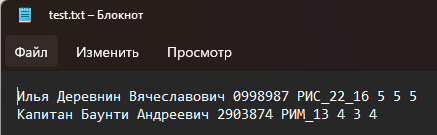 test.txt – Блокнот
Файл Изменить Просмотр
Илья Деревнин Вячеславович 0998987 РИС_22_1б 5 5 5
Капитан Баунти Андреевич 2903874 РИМ_13 4 3 4